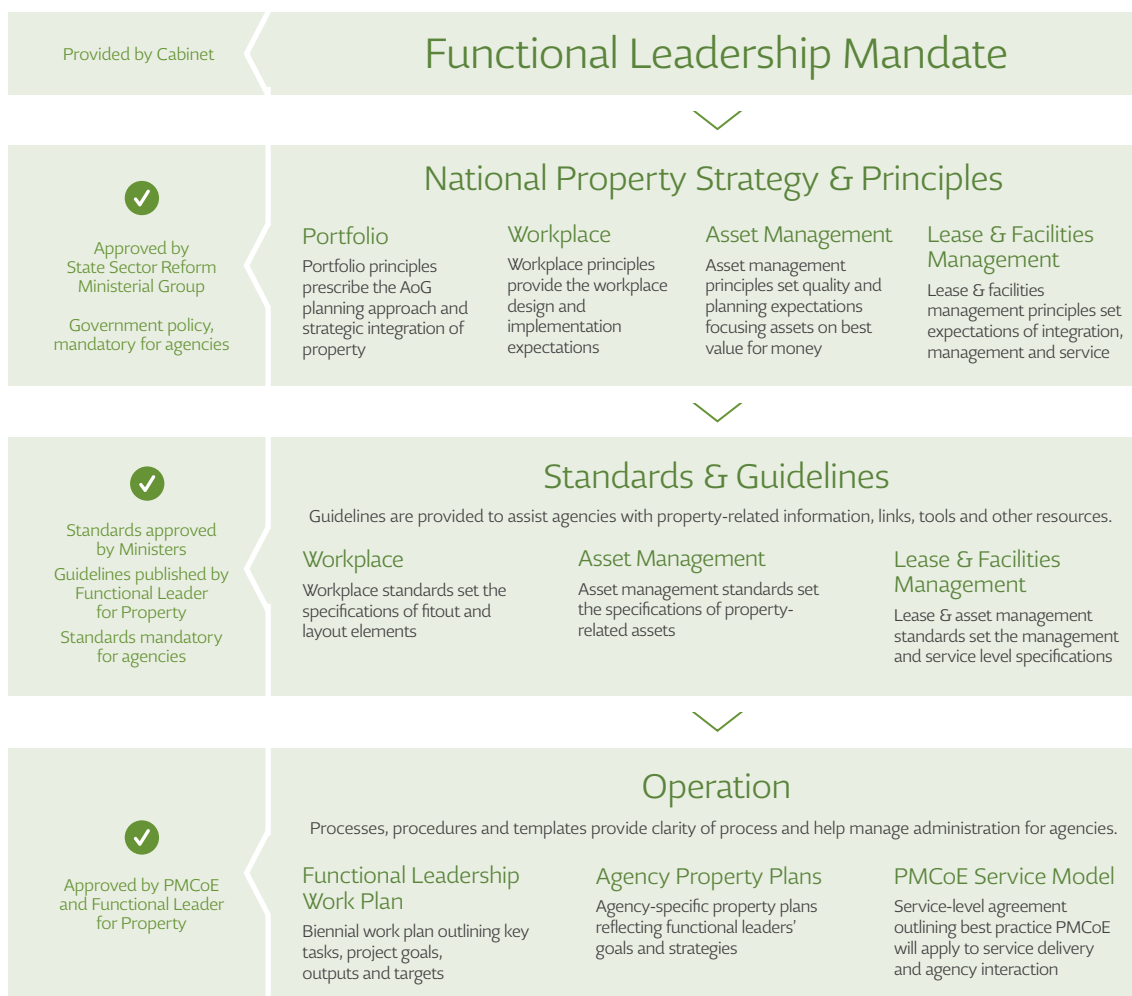 Provided by Cabinet
Functional Leadership Mandate
Approved by
State Sector Reform
Ministerial Group
Government policy,
mandatory for agencies
National Property Strategy & Principles
Portfolio
Portfolio principles
prescribe the AoG
planning approach and
strategic integration of
property
Workplace
Workplace principles
provide the workplace
design and
implementation
expectations
Asset Management
Asset management
principles set quality and
planning expectations
focusing assets on best
value for money
Lease & Facilities
Management
Lease & facilities
management principles set
expectations of integration,
management and service
Standards approved
by Ministers
Guidelines published by
Functional Leader
for Property
Standards mandatory
for agencies
Standards & Guidelines
Guidelines are provided to assist agencies with property-related information, links, tools and other resources.
Workplace
Workplace standards set the
specifications of fitout and
layout elements
Asset Management
Asset management standards set
the specifications of property-
related assets
Lease & Facilities
Management
Lease & asset management
standards set the management
and service level specifications
Approved by PMCoE
and Functional Leader
for Property
Operation
Processes, procedures and templates provide clarity of process and help manage administration for agencies.
Functional Leadership
Work Plan
Biennial work plan outlining key
tasks, project goals,
outputs and targets
Agency Property Plans
Agency-specific property plans
reflecting functional leaders'
goals and strategies
PMCoE Service Model
Service-level agreement
outlining best practice PMCoE
will apply to service delivery
and agency interaction